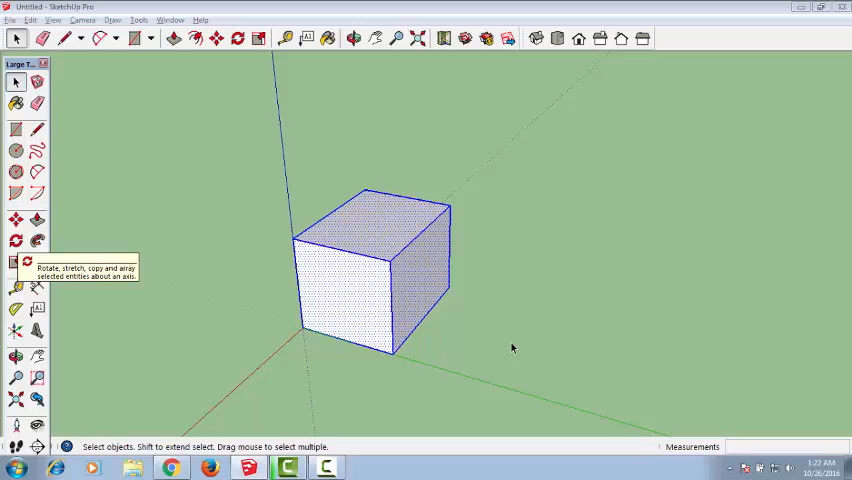 Untitled - SketchUp Pro
File Edit View Camera Draw Tools Window Help
A1
Large T...
Rotate, stretch, copy and array
selected entities about an axis.
A1
Select objects. Shift to extend select. Drag mouse to select multiple.
Measurements
1:22 AM
10/26/2016